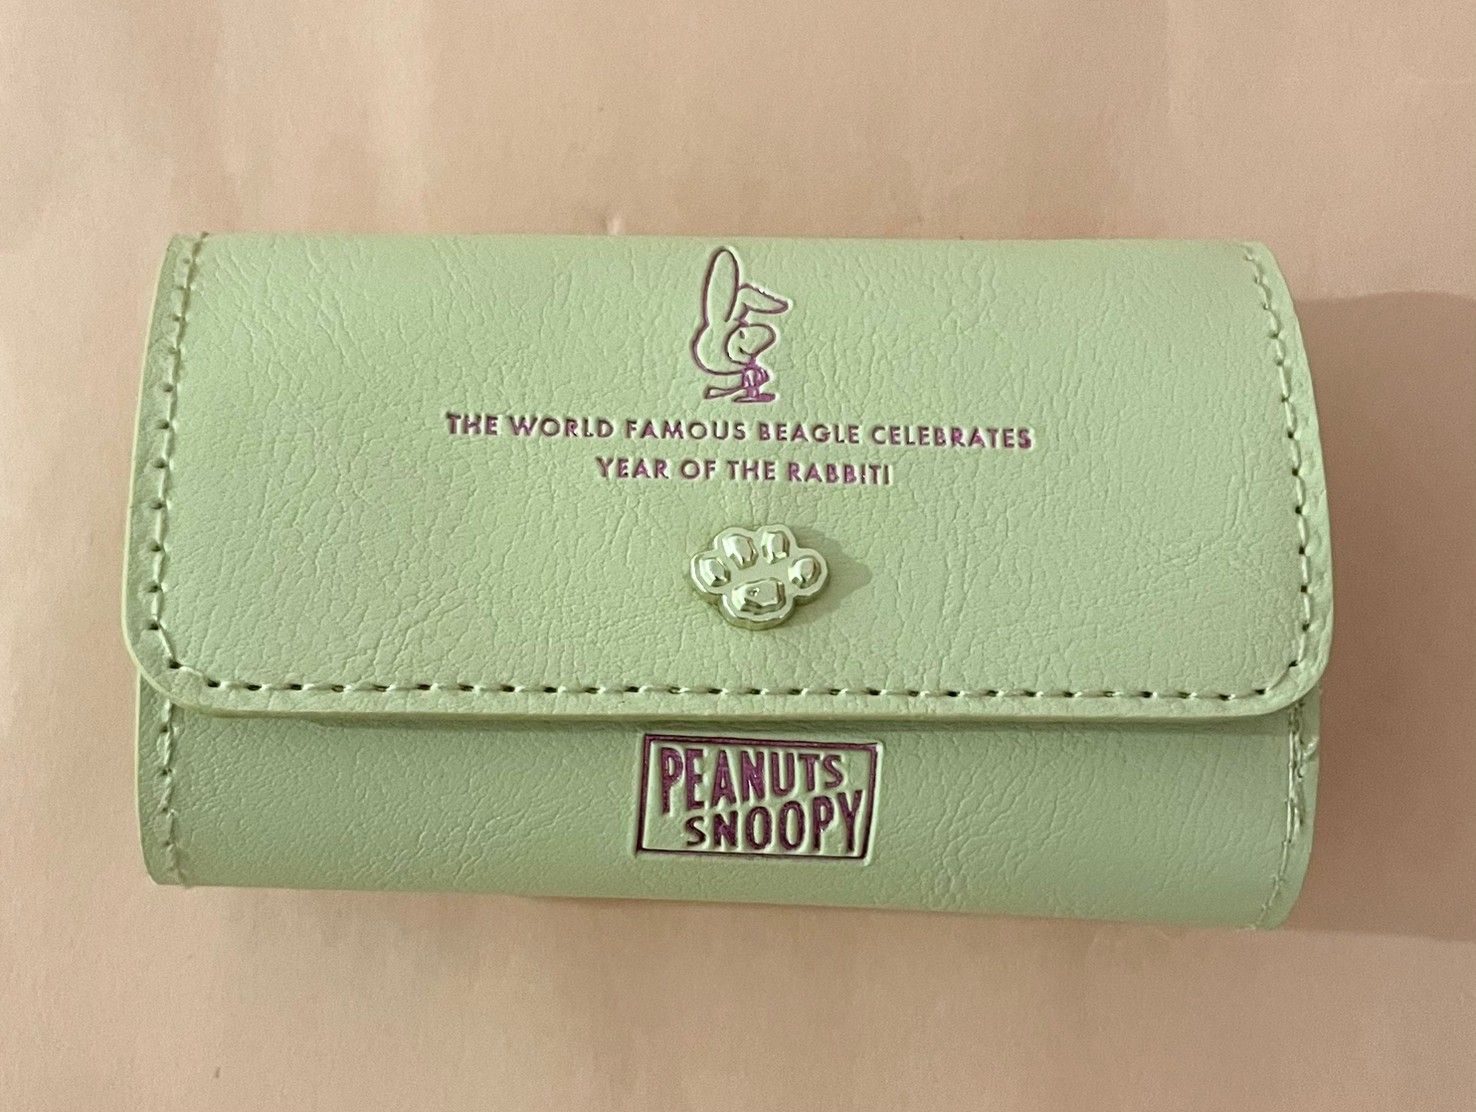 THE WORLD FAMOUS BEAGLE CELEBRATES
YEAR OF THE RABBIT!
PEANUTS
SNOOPY